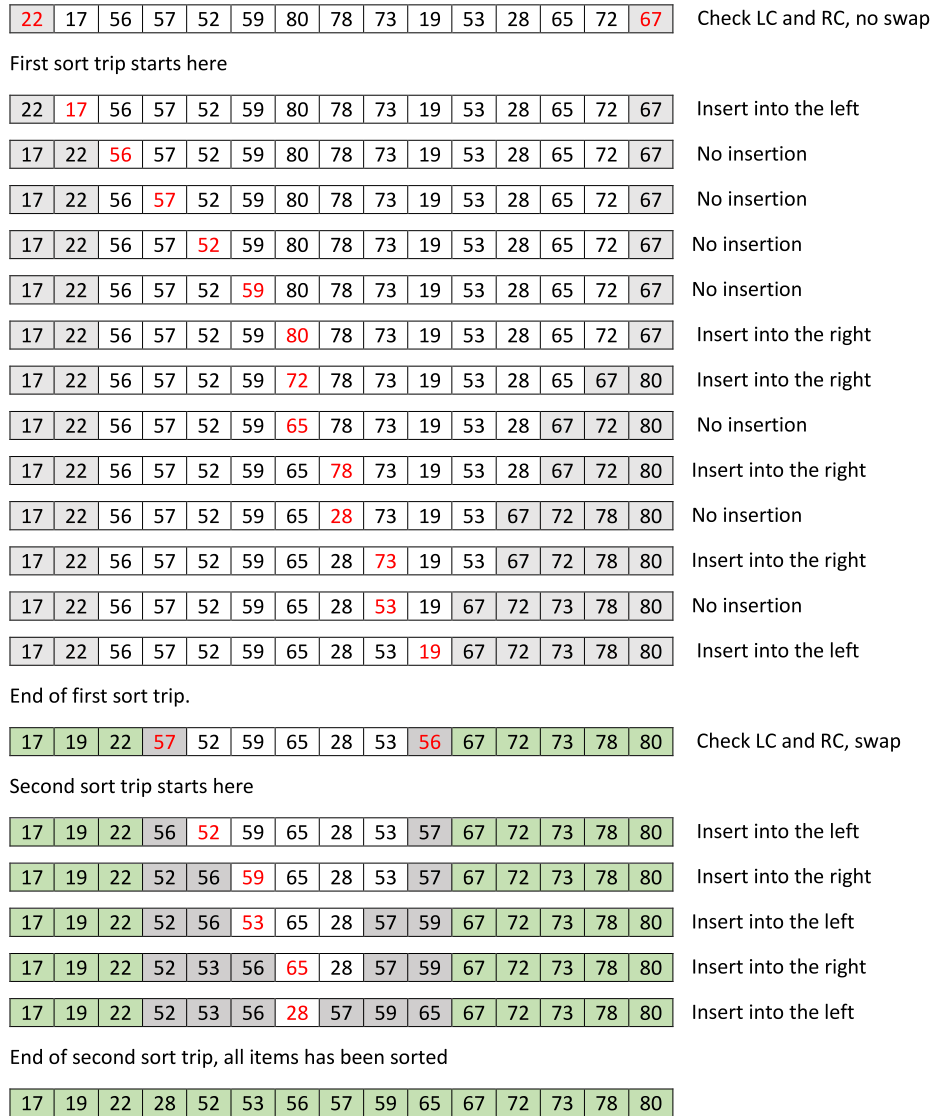 22 17 56 57 52 59 80 78 73 19 53 28 65 72 67 Check LC and RC, no swap
First sort trip starts here
22 17 56 57 52 59 80 78 73 19 53 28 65 72 67 Insert into the left
17 22 56 57 52 59 80 78 73 19 53 28 65 72 67 No insertion
17 22 56 57 52 59 80 78 73 19 53 28 65 72 67 No insertion
17 22 56 57 52 59 80 78 73 19 53 28 65 72 67 No insertion
17 22 56 57 52 59 80 78 73 19 53 28 65 72 67 No insertion
17 22 56 57 52 59 80 78 73 19 53 28 65 72 67 Insert into the right
17 22 56 57 52 59 72 78 73 19 53 28 65 67 80 Insert into the right
17 22 56 57 52 59 65 78 73 19 53 28 67 72 80 No insertion
17 22 56 57 52 59 65 78 73 19 53 28 67 72 80 Insert into the right
17 22 56 57 52 59 65 28 73 19 53 67 72 78 80 No insertion
17 22 56 57 52 59 65 28 73 19 53 67 72 78 80 Insert into the right
17 22 56 57 52 59 65 28 53 19 67 72 73 78 80 No insertion
17 22 56 57 52 59 65 28 53 19 67 72 73 78 80 Insert into the left
End of first sort trip.
17 19 22 57 52 59 65 28 53 56 67 72 73 78 80 Check LC and RC, swap
Second sort trip starts here
17 19 22 56 52 59 65 28 53 57 67 72 73 78 80 Insert into the left
17 19 22 52 56 59 65 28 53 57 67 72 73 78 80 Insert into the right
17 19 22 52 56 53 65 28 57 59 67 72 73 78 80 Insert into the left
17 19 22 52 53 56 65 28 57 59 67 72 73 78 80 Insert into the right
17 19 22 52 53 56 28 57 59 65 67 72 73 78 80 Insert into the left
End of second sort trip, all items has been sorted
17 19 22 28 52 53 56 57 59 65 67 72 73 78 80